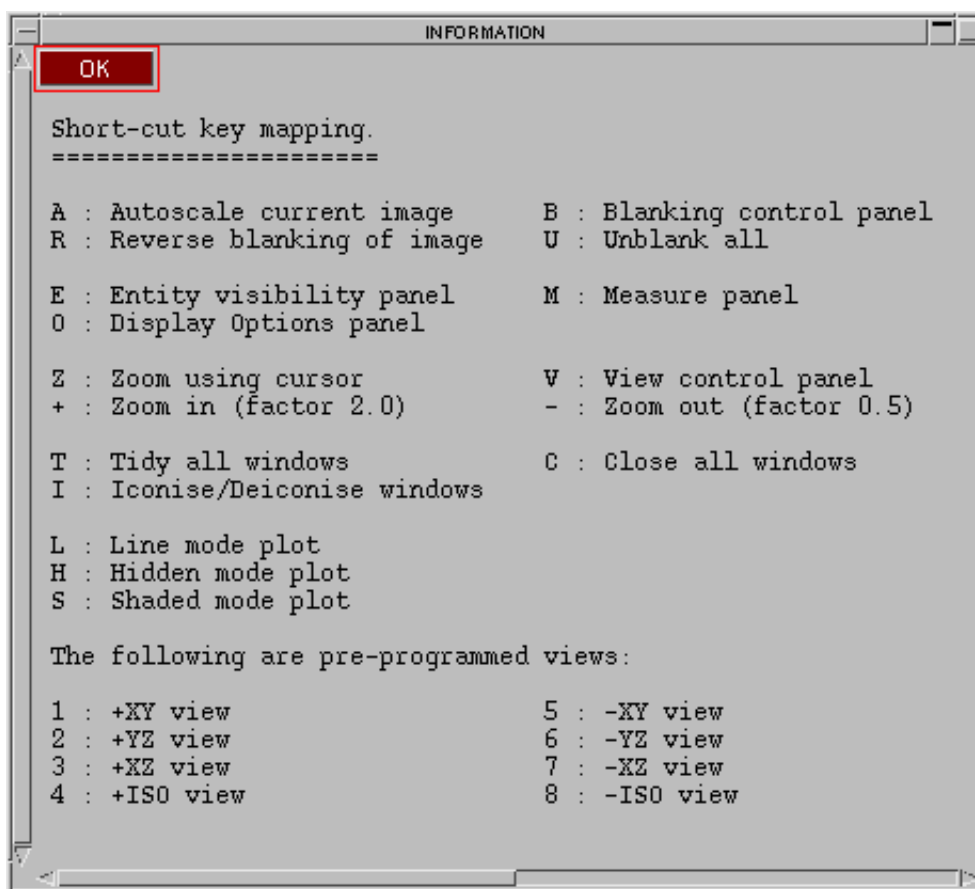 INFORMATION
OK
Short-cut key mapping.
======================
A : Autoscale current image B : Blanking control panel
R : Reverse blanking of image U : Unblank all
E : Entity visibility panel M : Measure panel
O : Display Options panel
Z : Zoom using cursor V : View control panel
+ : Zoom in (factor 2.0) - : Zoom out (factor 0.5)
T : Tidy all windows C : Close all windows
I : Iconise/Deiconise windows
L : Line mode plot
H : Hidden mode plot
S : Shaded mode plot
The following are pre-programmed views:
1 : +XY view 5 : -XY view
2 : +YZ view 6 : -YZ view
3 : +XZ view 7 : -XZ view
4 : +ISO view 8 : -ISO view